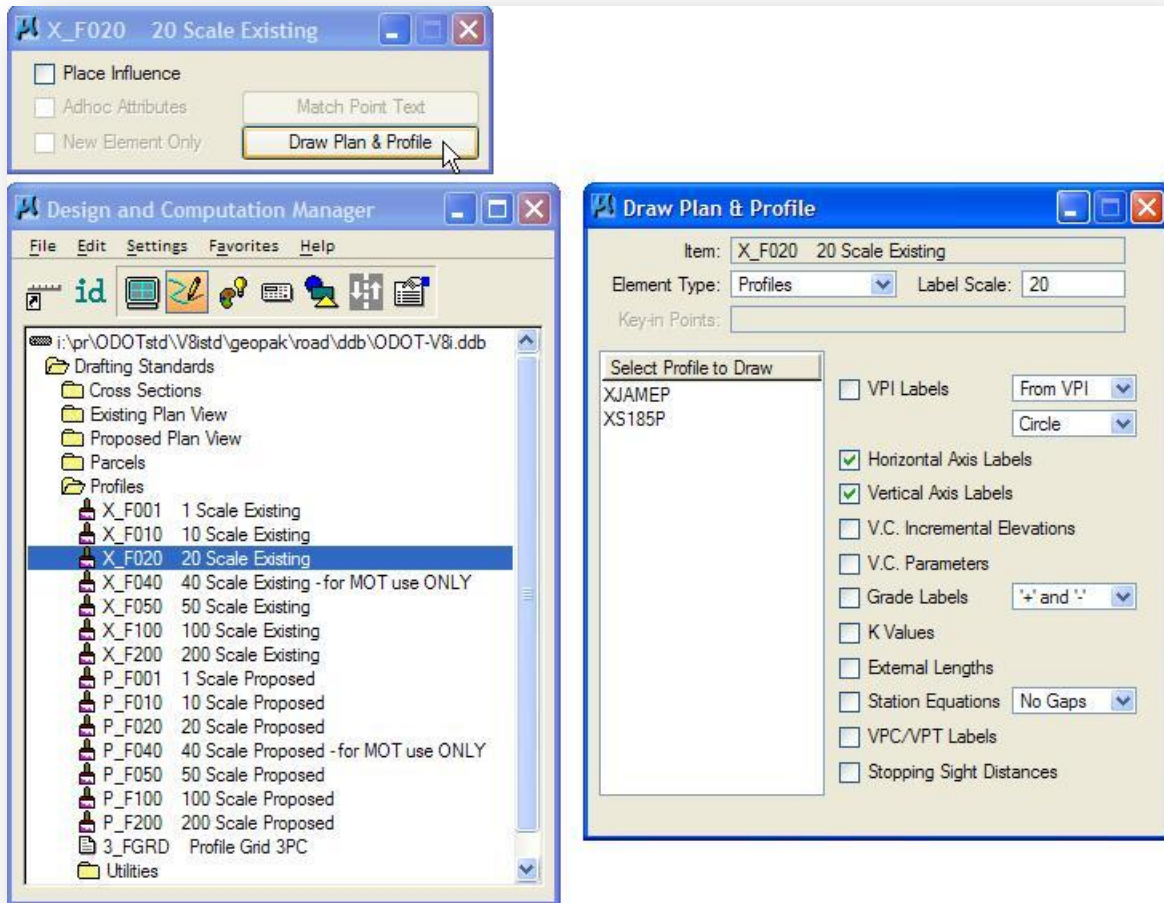 X_F020 20 Scale Existing
Place Influence
Adhoc Attributes Match Point Text
New Element Only Draw Plan & Profile
Design and Computation Manager
File Edit Settings Favorites Help
id
i:\pr\ODOTstd\V8istd\geopak\road\ddb\ODOT-V8i.ddb
Drafting Standards
Cross Sections
Existing Plan View
Proposed Plan View
Parcels
Profiles
X_F001 1 Scale Existing
X_F010 10 Scale Existing
X_F020 20 Scale Existing
X_F040 40 Scale Existing - for MOT use ONLY
X_F050 50 Scale Existing
X_F100 100 Scale Existing
X_F200 200 Scale Existing
P_F001 1 Scale Proposed
P_F010 10 Scale Proposed
P_F020 20 Scale Proposed
P_F040 40 Scale Proposed - for MOT use ONLY
P_F050 50 Scale Proposed
P_F100 100 Scale Proposed
P_F200 200 Scale Proposed
3_FGRD Profile Grid 3PC
Utilities
Draw Plan & Profile
Item: X_F020 20 Scale Existing
Element Type: Profiles Label Scale: 20
Key-in Points:
Select Profile to Draw
XJAMEP
XS185P
VPI Labels From VPI
Circle
Horizontal Axis Labels
Vertical Axis Labels
V.C. Incremental Elevations
V.C. Parameters
Grade Labels '+' and '-'
K Values
External Lengths
Station Equations No Gaps
VPC/VPT Labels
Stopping Sight Distances